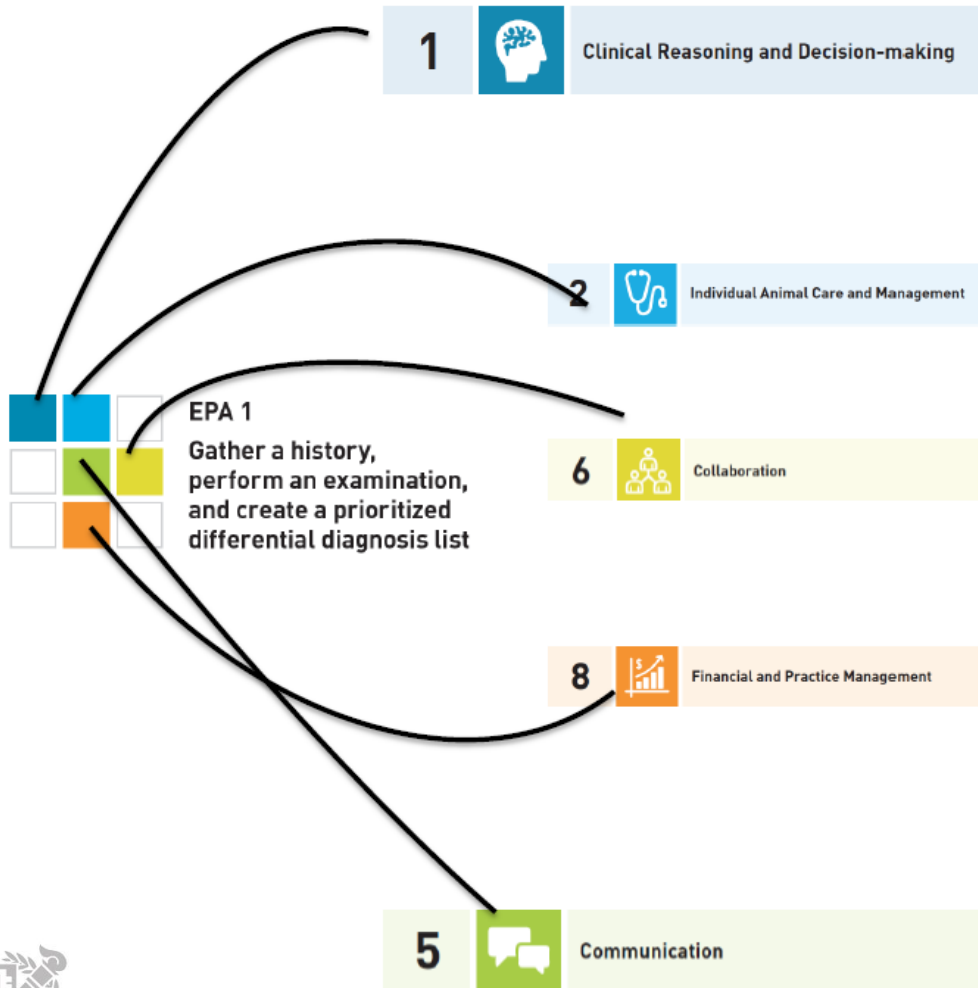 1 Clinical Reasoning and Decision-making
2 Individual Animal Care and Management
EPA 1
Gather a history,
perform an examination,
and create a prioritized
differential diagnosis list
6 Collaboration
8 $ Financial and Practice Management
5 Communication